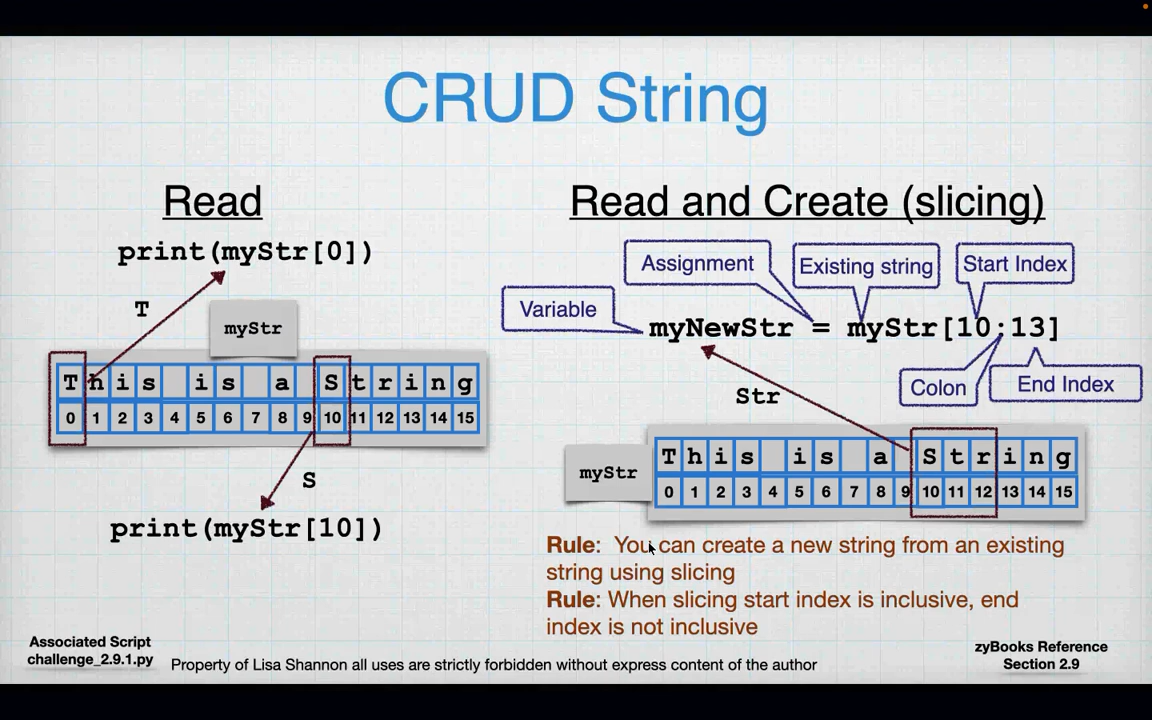 CRUD String
Read
print(myStr[0])
T
myStr
T h i s i s a S t r i n g
0 1 2 3 4 5 6 7 8 9 10 11 12 13 14 15
S
print(myStr[10])
Read and Create (slicing)
Assignment
Existing string
Start Index
Variable
myNewStr = myStr[10:13]
Colon
End Index
Str
myStr
T h i s i s a S t r i n g
0 1 2 3 4 5 6 7 8 9 10 11 12 13 14 15
Rule: You can create a new string from an existing
string using slicing
Rule: When slicing start index is inclusive, end
index is not inclusive
Associated Script
challenge_2.9.1.py
Property of Lisa Shannon all uses are strictly forbidden without express content of the author
zyBooks Reference
Section 2.9